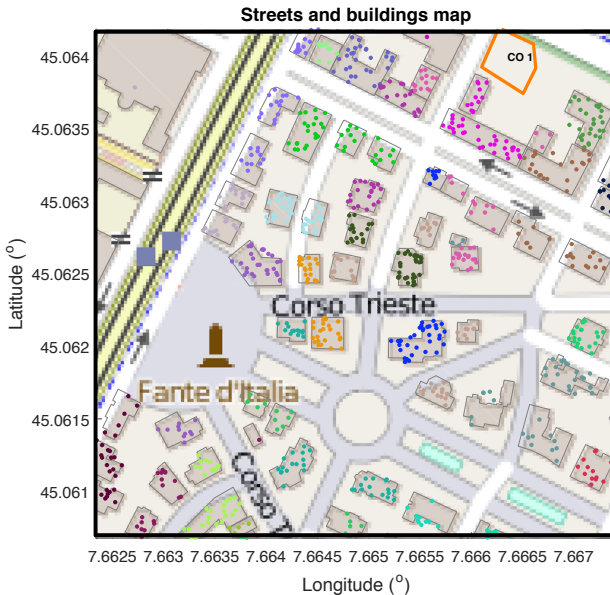 Streets and buildings map
CO 1
45.064
45.0635
45.063
45.0625
45.062
45.0615
45.061
Latitude (°)
Corso Trieste
Fante d'Italia
Corso T
7.6625 7.663 7.6635 7.664 7.6645 7.665 7.6655 7.666 7.6665 7.667
Longitude (°)